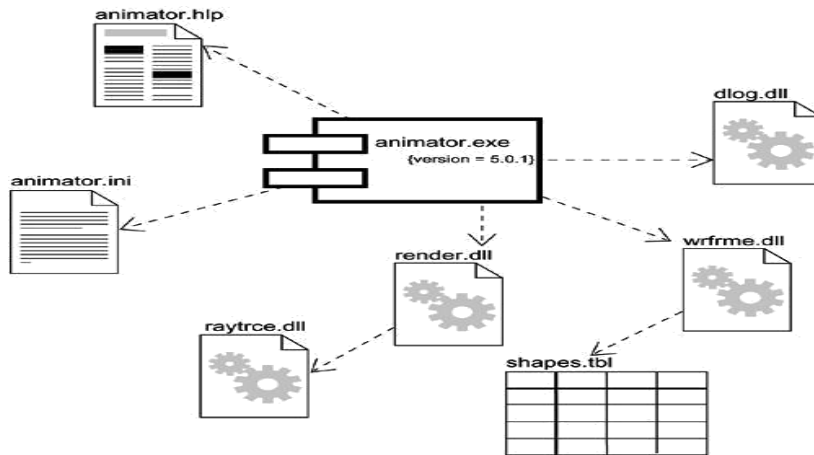 animator.hlp
dlog.dll
animator.exe
{version = 5.0.1}
animator.ini
wrfrme.dll
render.dll
raytrce.dll
shapes.tbl